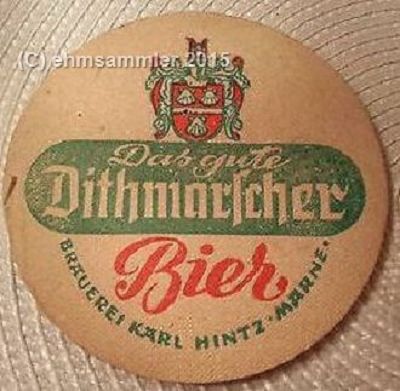 (C) ehmsammler 2015
Das gute
Dithmarscher
Bier
BRAUEREI KARL HINTZ · MARNE ·